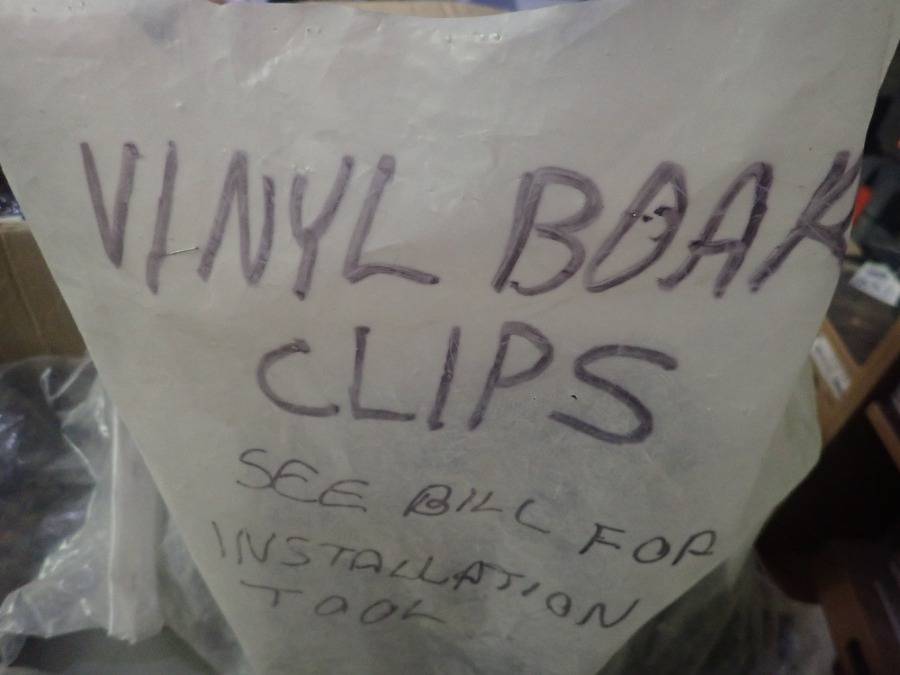 VINYL BOAR
CLIPS
SEE BILL FOR
INSTALLATION
TOOL